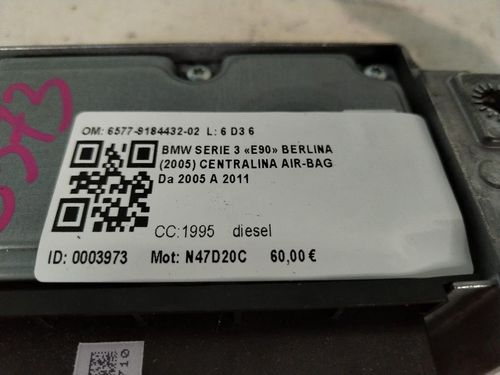 OM: 6577-9184432-02 L: 6 D3 6
BMW SERIE 3 «E90» BERLINA
(2005) CENTRALINA AIR-BAG
Da 2005 A 2011
CC:1995 diesel
ID: 0003973 Mot: N47D20C 60,00 €